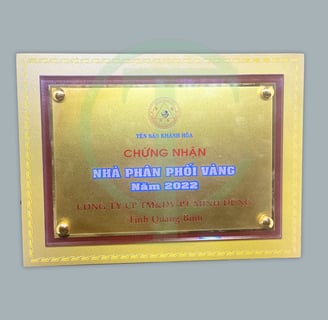 YẾN SÀO KHÁNH HÒA
CHỨNG NHẬN
NHÀ PHÂN PHỐI VÀNG
Năm 2022
CÔNG TY CP TM&DV PT MINH DŨNG
Tỉnh Quảng Bình